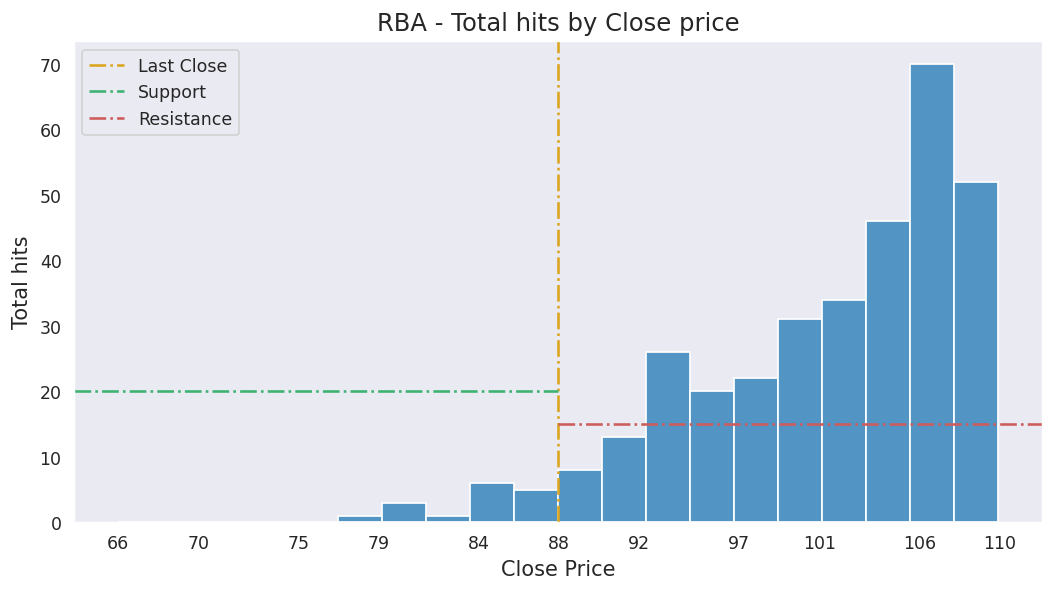 RBA - Total hits by Close price
Last Close
Support
Resistance
Total hits
70
60
50
40
30
20
10
0
66 70 75 79 84 88 92 97 101 106 110
Close Price